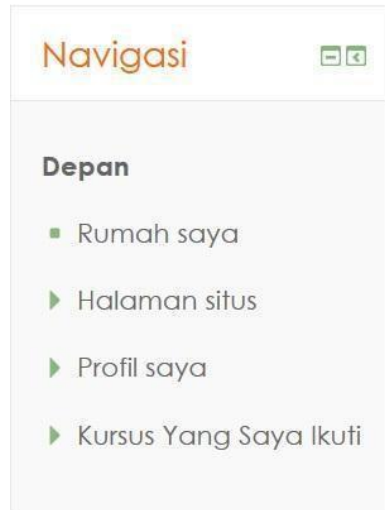 Navigasi
Depan
Rumah saya
Halaman situs
Profil saya
Kursus Yang Saya Ikuti